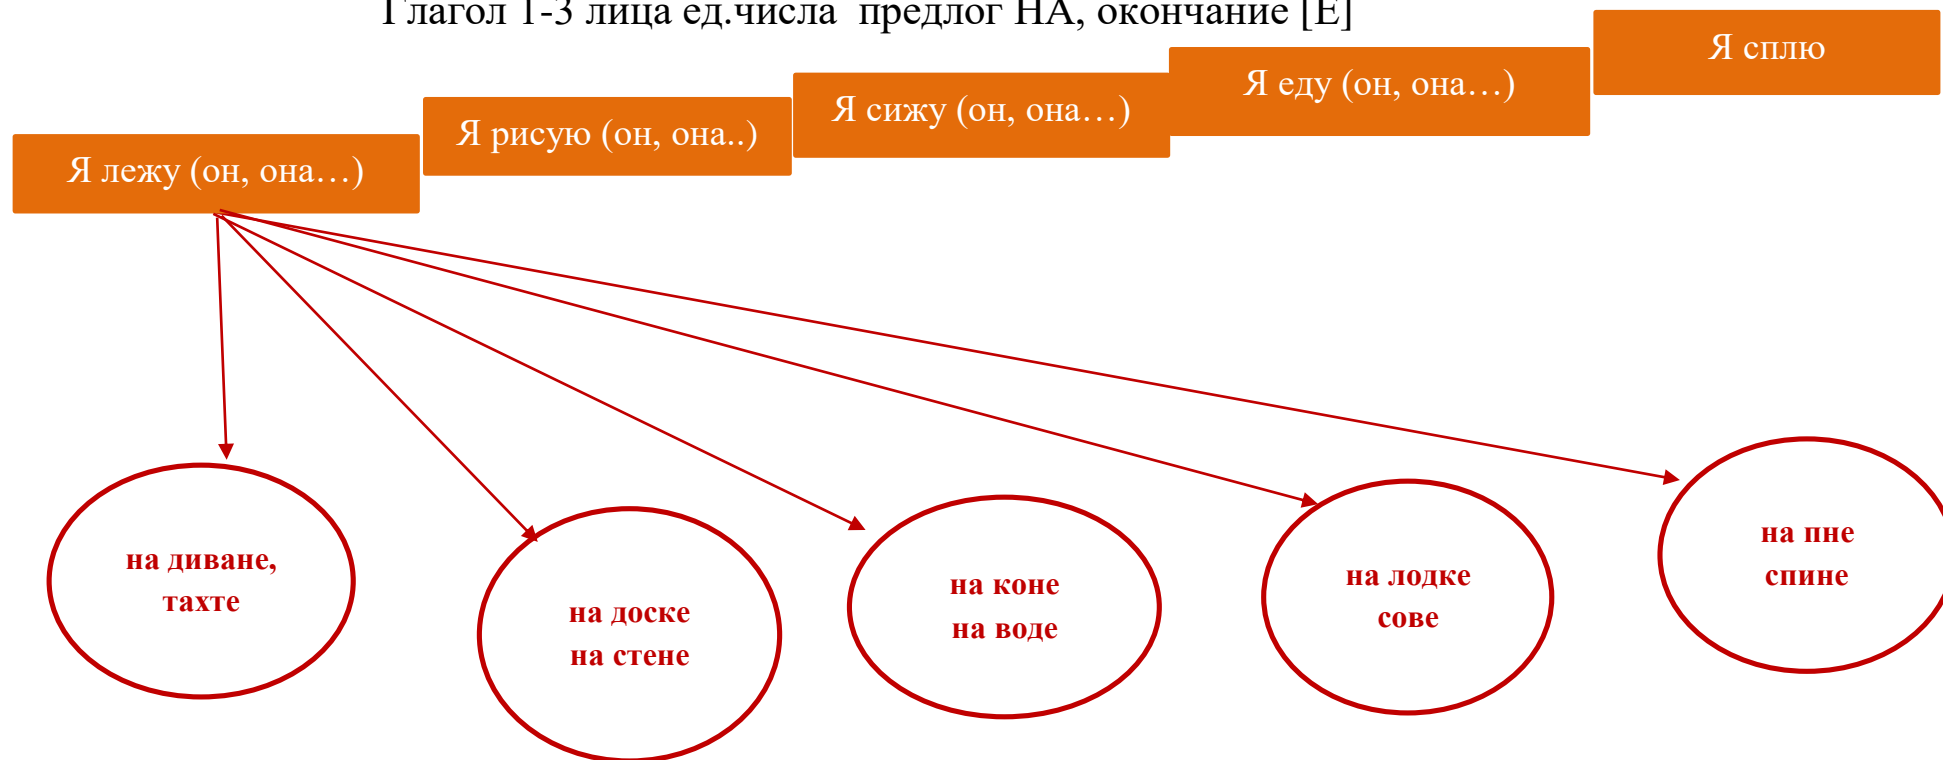 Глагол 1-3 лица ед.числа  предлог НА, окончание [Е]
Я лежу (он, она…)
Я рисую (он, она..)
Я сижу (он, она…)
Я еду (он, она…)
Я сплю
на диване,
тахте
на доске
на стене
на коне
на воде
на лодке
сове
на пне
спине